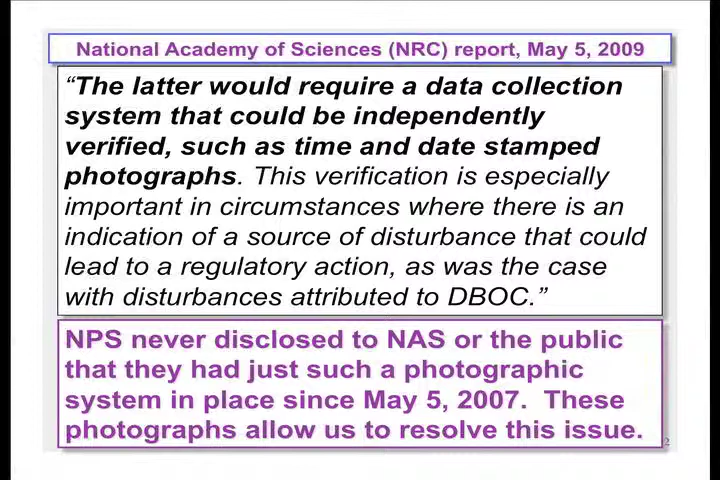 National Academy of Sciences (NRC) report, May 5, 2009
“The latter would require a data collection
system that could be independently
verified, such as time and date stamped
photographs. This verification is especially
important in circumstances where there is an
indication of a source of disturbance that could
lead to a regulatory action, as was the case
with disturbances attributed to DBOC.”
NPS never disclosed to NAS or the public
that they had just such a photographic
system in place since May 5, 2007.  These
photographs allow us to resolve this issue.
2